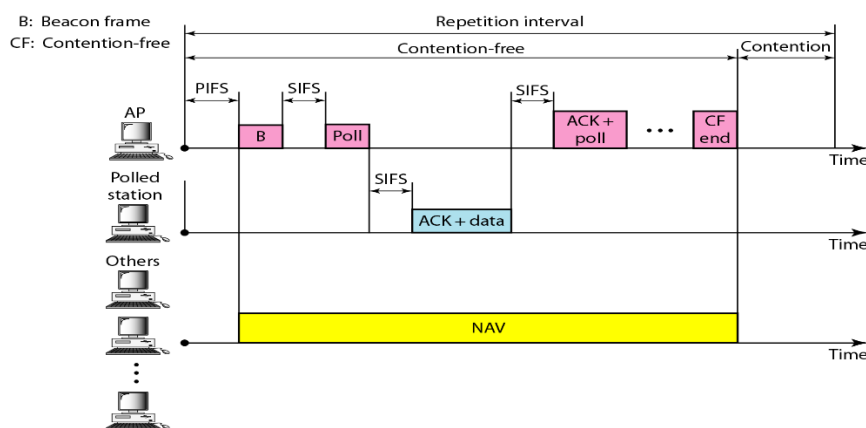 B: Beacon frame
CF: Contention-free
Repetition interval
Contention-free
Contention
PIFS
SIFS
SIFS
AP
B
Poll
ACK +
poll
• • •
CF
end
Time
Polled
station
SIFS
ACK + data
Time
Others
NAV
Time